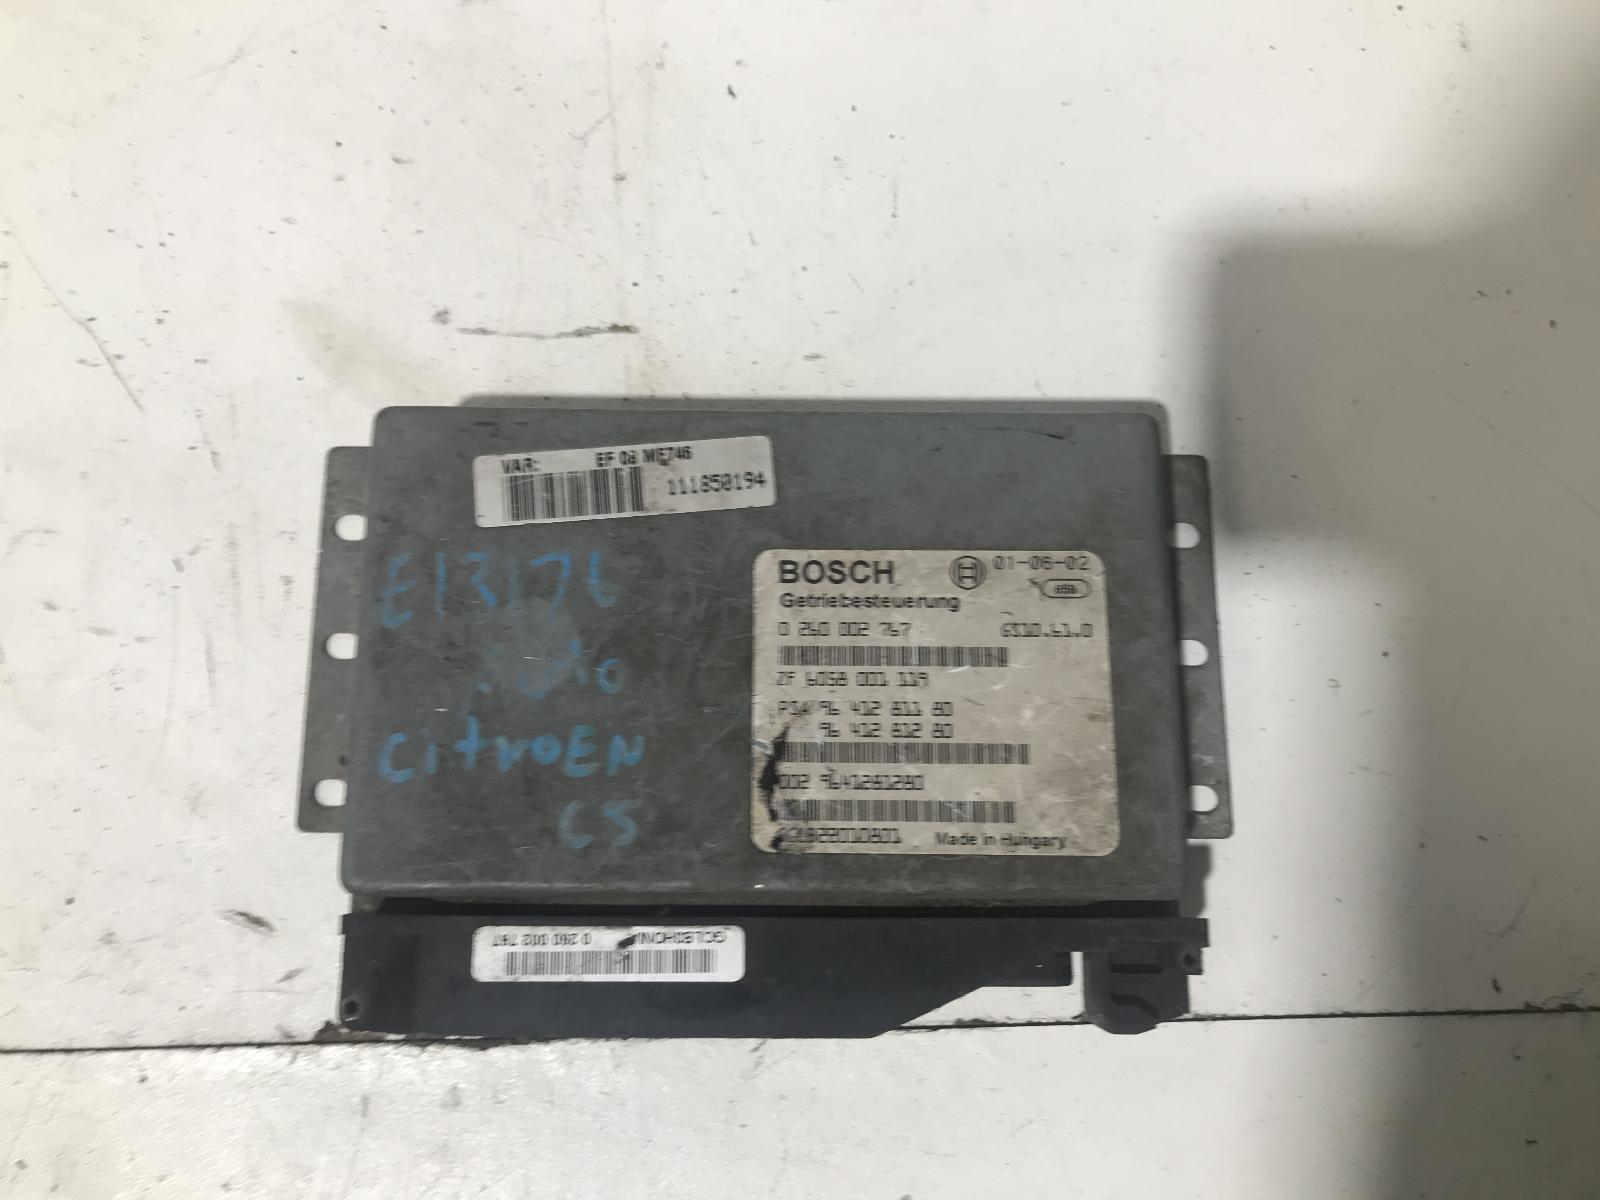 VAR: EF 08 ME746
111850194
BOSCH 01-06-02
Getriebesteuerung
0 260 002 767 GS10.61.0
ZF 6058 001 119
PSA 96 412 811 80
96 412 812 80
002 9641281280
Made in Hungary
E13176
CitroEN
C5
0 260 002 767